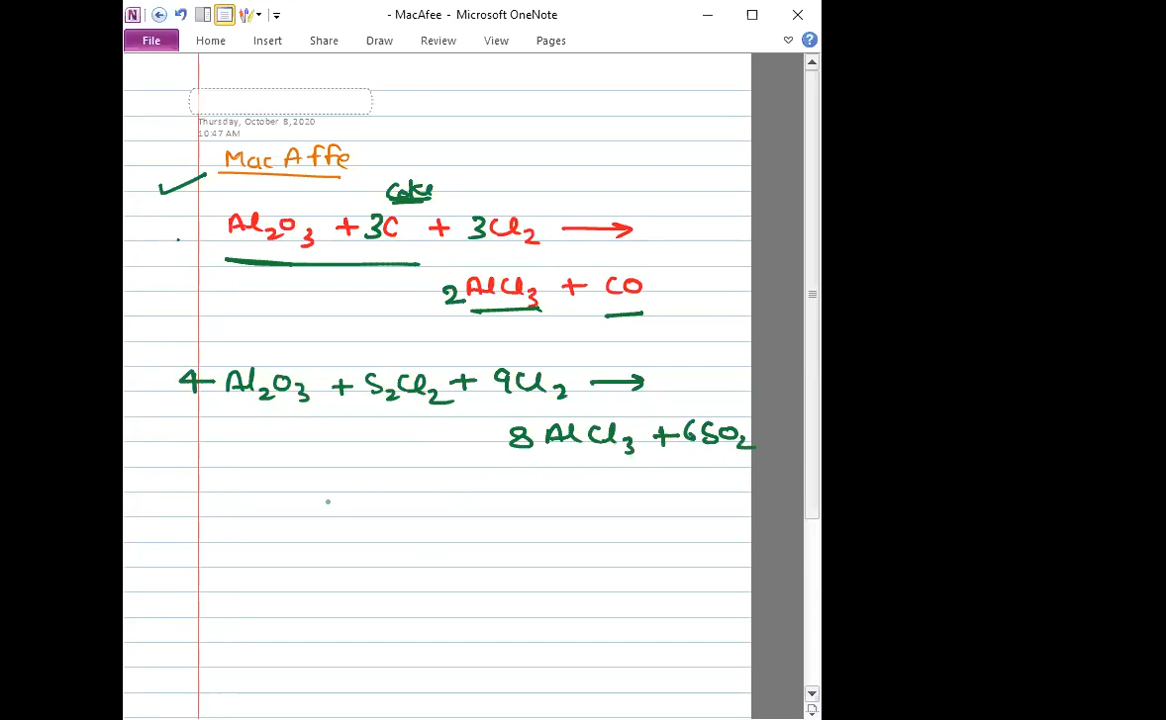 - MacAfee - Microsoft OneNote
File Home Insert Share Draw Review View Pages
Thursday, October 8, 2020
10:47 AM
Mac Affe
Coke
Al₂O₃ + 3C + 3Cl₂ →
2AlCl₃ + CO
4 Al₂O₃ + S₂Cl₂ + 9Cl₂ →
8 AlCl₃ + 6SO₂